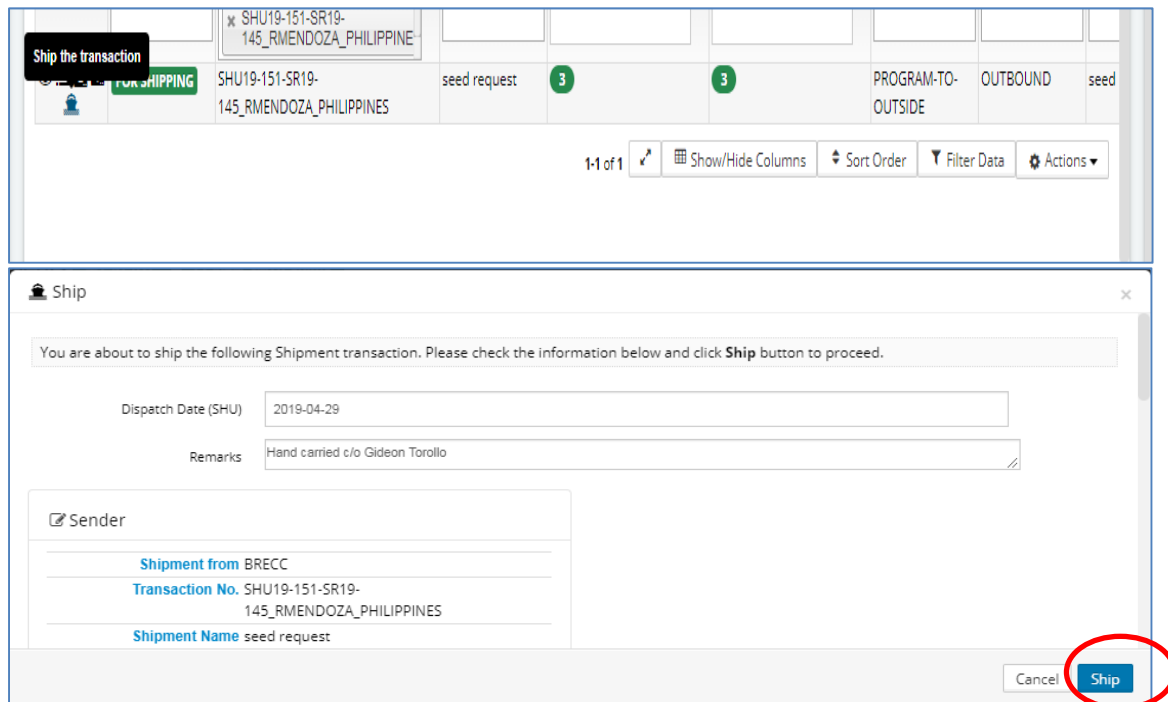 x SHU19-151-SR19-
145_RMENDOZA_PHILIPPINE
Ship the transaction
FOR SHIPPING SHU19-151-SR19- seed request 3 3 PROGRAM-TO- OUTBOUND seed
145_RMENDOZA_PHILIPPINES OUTSIDE
1-1 of 1 Show/Hide Columns Sort Order Filter Data Actions
Ship ×
You are about to ship the following Shipment transaction. Please check the information below and click Ship button to proceed.
Dispatch Date (SHU) 2019-04-29
Remarks Hand carried c/o Gideon Torollo
Sender
Shipment from BRECC
Transaction No. SHU19-151-SR19-
145_RMENDOZA_PHILIPPINES
Shipment Name seed request
Cancel Ship